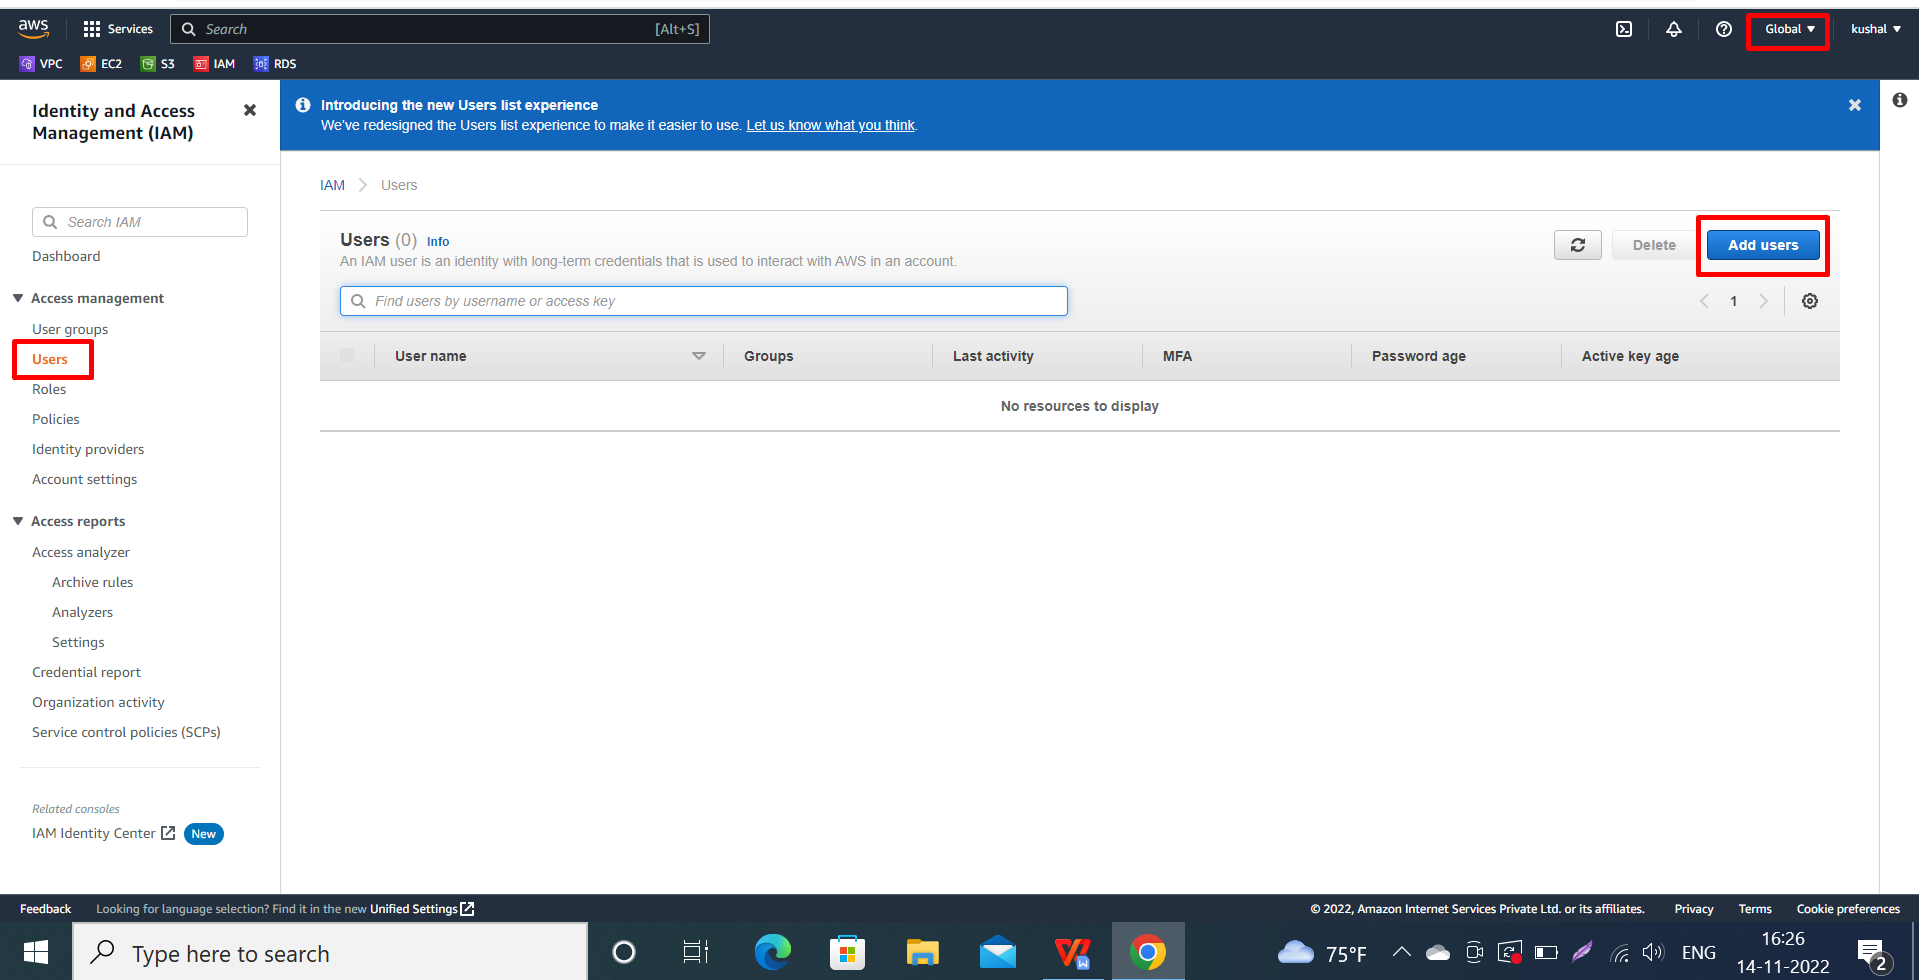 aws
Services
Search
[Alt+S]
Global
kushal
VPC
EC2
S3
IAM
RDS
Identity and Access
Management (IAM)
Search IAM
Dashboard
Access management
User groups
Users
Roles
Policies
Identity providers
Account settings
Access reports
Access analyzer
Archive rules
Analyzers
Settings
Credential report
Organization activity
Service control policies (SCPs)
Related consoles
IAM Identity Center
New
Introducing the new Users list experience
We've redesigned the Users list experience to make it easier to use. Let us know what you think.
IAM
Users
Users (0) Info
An IAM user is an identity with long-term credentials that is used to interact with AWS in an account.
Delete
Add users
Find users by username or access key
1
User name
Groups
Last activity
MFA
Password age
Active key age
No resources to display
Feedback
Looking for language selection? Find it in the new Unified Settings
© 2022, Amazon Internet Services Private Ltd. or its affiliates.
Privacy
Terms
Cookie preferences
Type here to search
75°F
ENG
16:26
14-11-2022
2